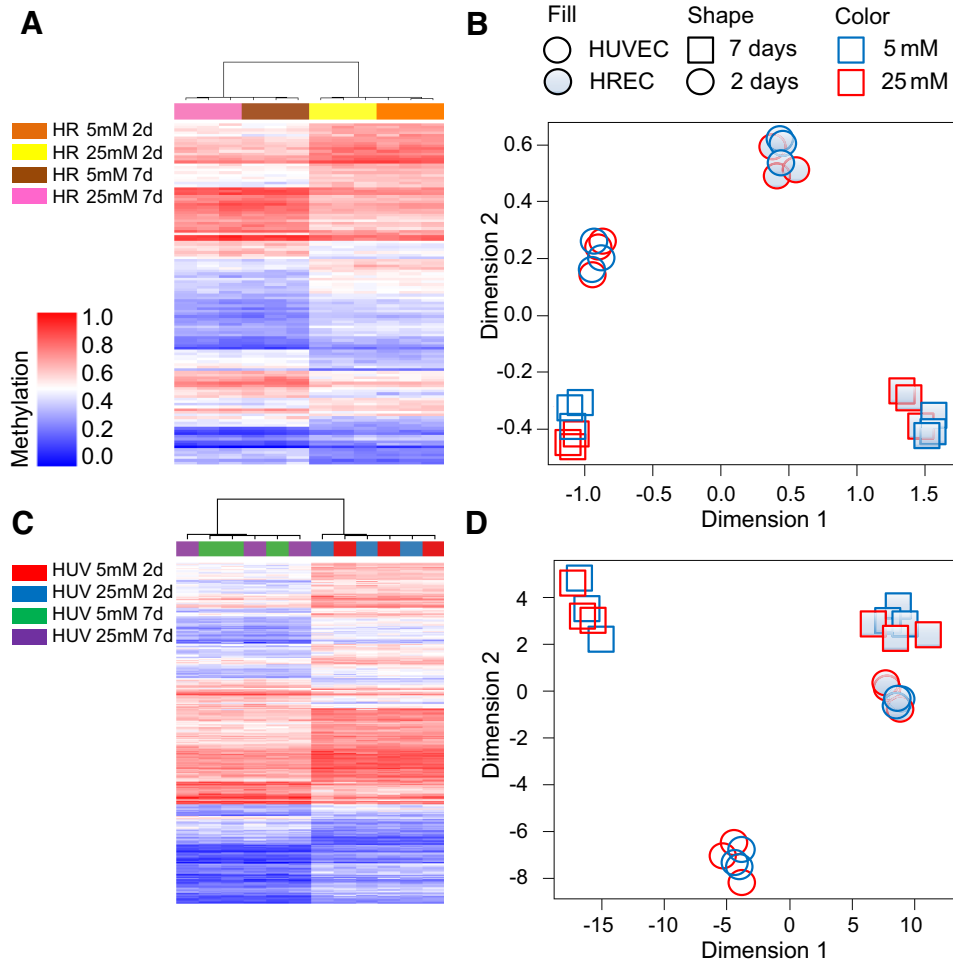 A
HR 5mM 2d
HR 25mM 2d
HR 5mM 7d
HR 25mM 7d
Methylation
1.0
0.8
0.6
0.4
0.2
0.0
B
Fill Shape Color
HUVEC 7 days 5 mM
HREC 2 days 25 mM
Dimension 2
0.6
0.4
0.2
0.0
-0.2
-0.4
-1.0 -0.5 0.0 0.5 1.0 1.5
Dimension 1
C
HUV 5mM 2d
HUV 25mM 2d
HUV 5mM 7d
HUV 25mM 7d
D
Dimension 2
4
2
0
-2
-4
-6
-8
-15 -10 -5 0 5 10
Dimension 1